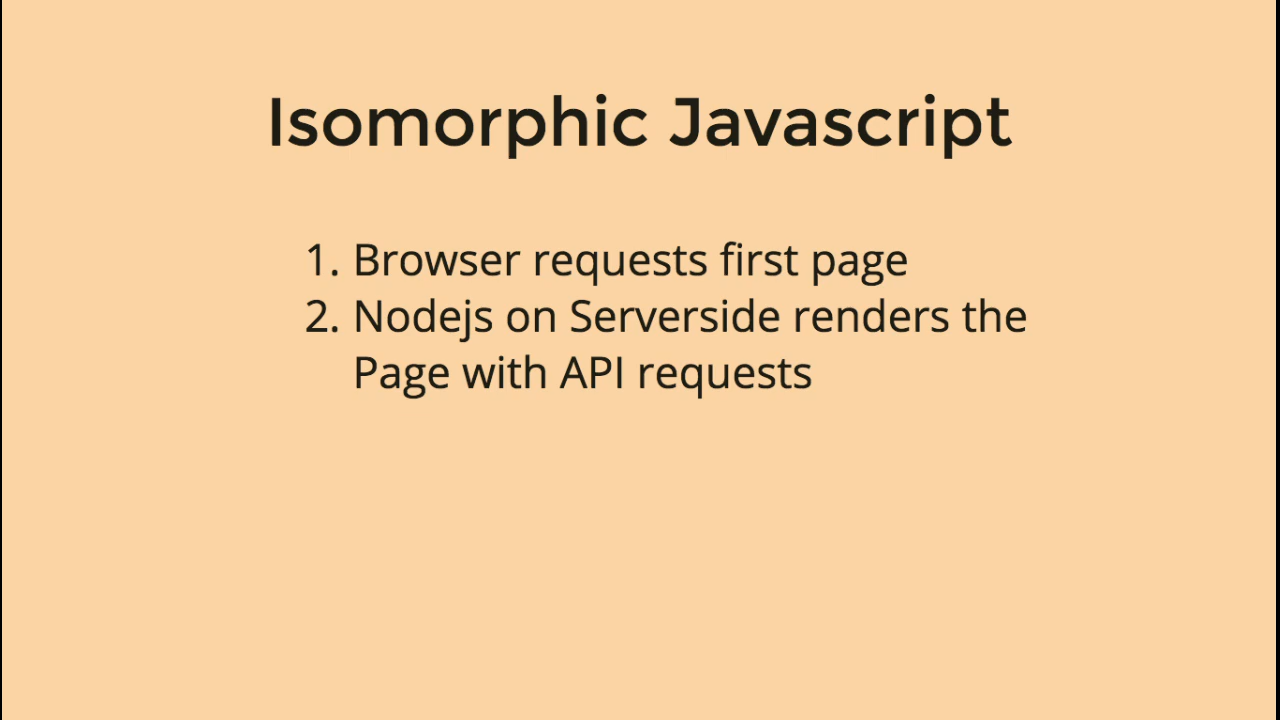 Isomorphic Javascript
1. Browser requests first page
2. Nodejs on Serverside renders the
Page with API requests